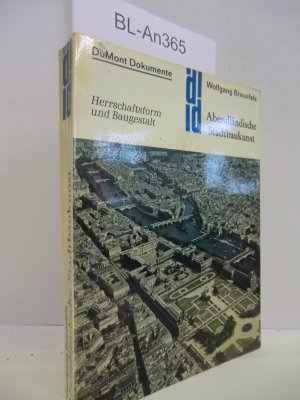 BL-An365
DuMont Dokumente
Wolfgang Braunfels
Abendländische
Stadtbaukunst
Herrschaftsform
und Baugestalt